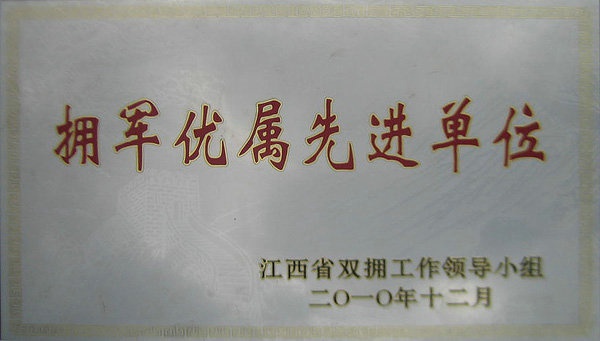 拥军优属先进单位
江西省双拥工作领导小组
二〇一〇年十二月